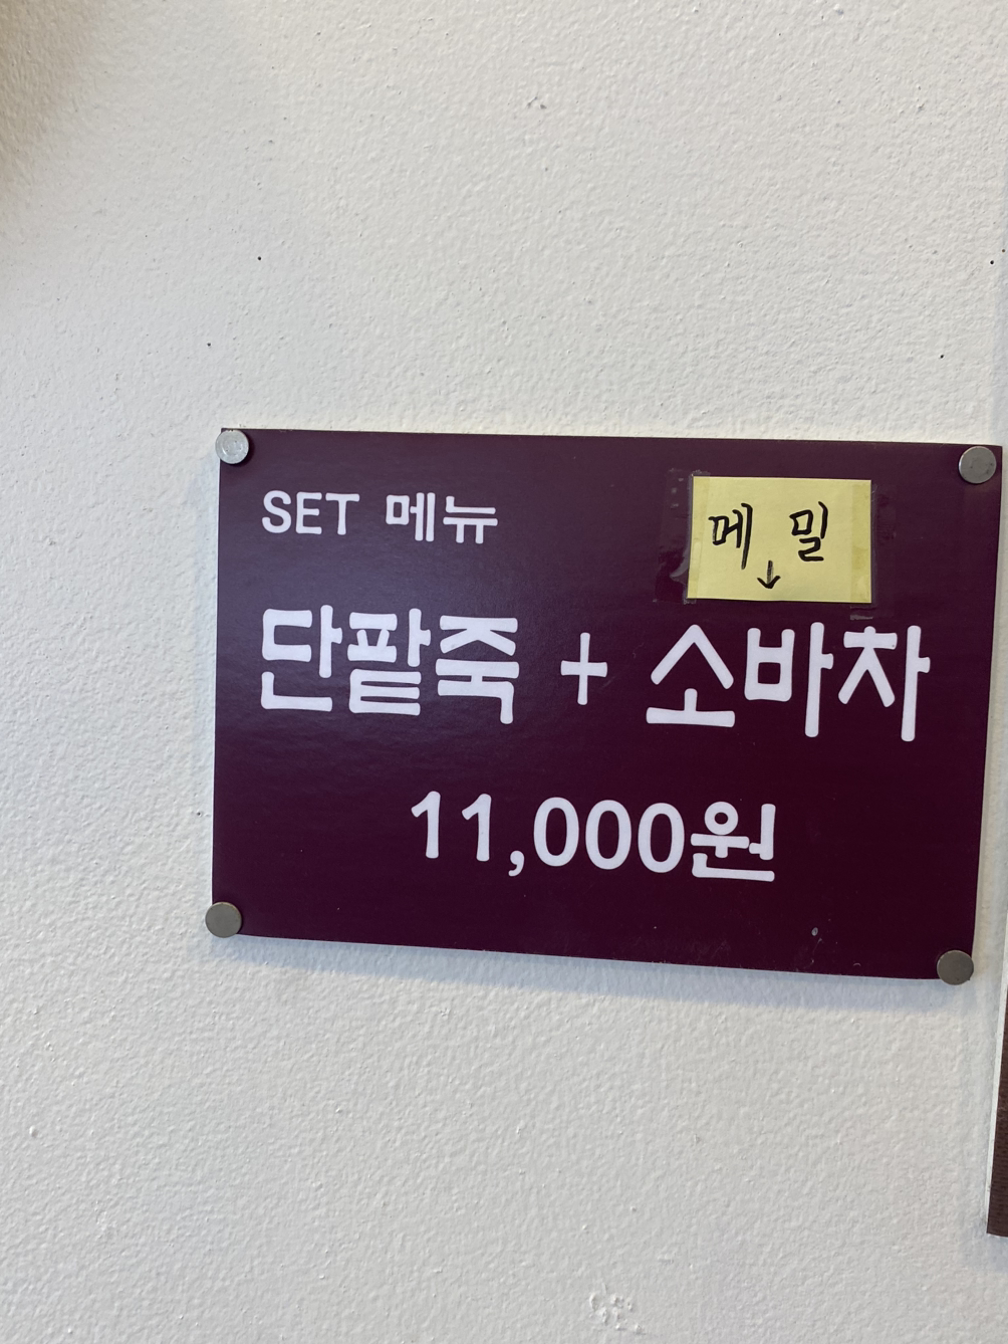 SET 메뉴
메 밀
↓
단팥죽 + 소바차
11,000원